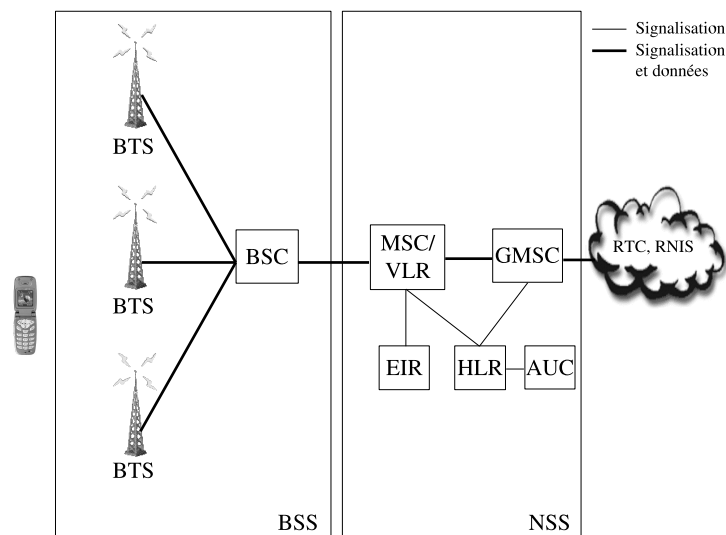 Signalisation
Signalisation
et données
BTS
BTS
BTS
BSC
BSS
MSC/
VLR
GMSC
EIR
HLR
AUC
NSS
RTC, RNIS